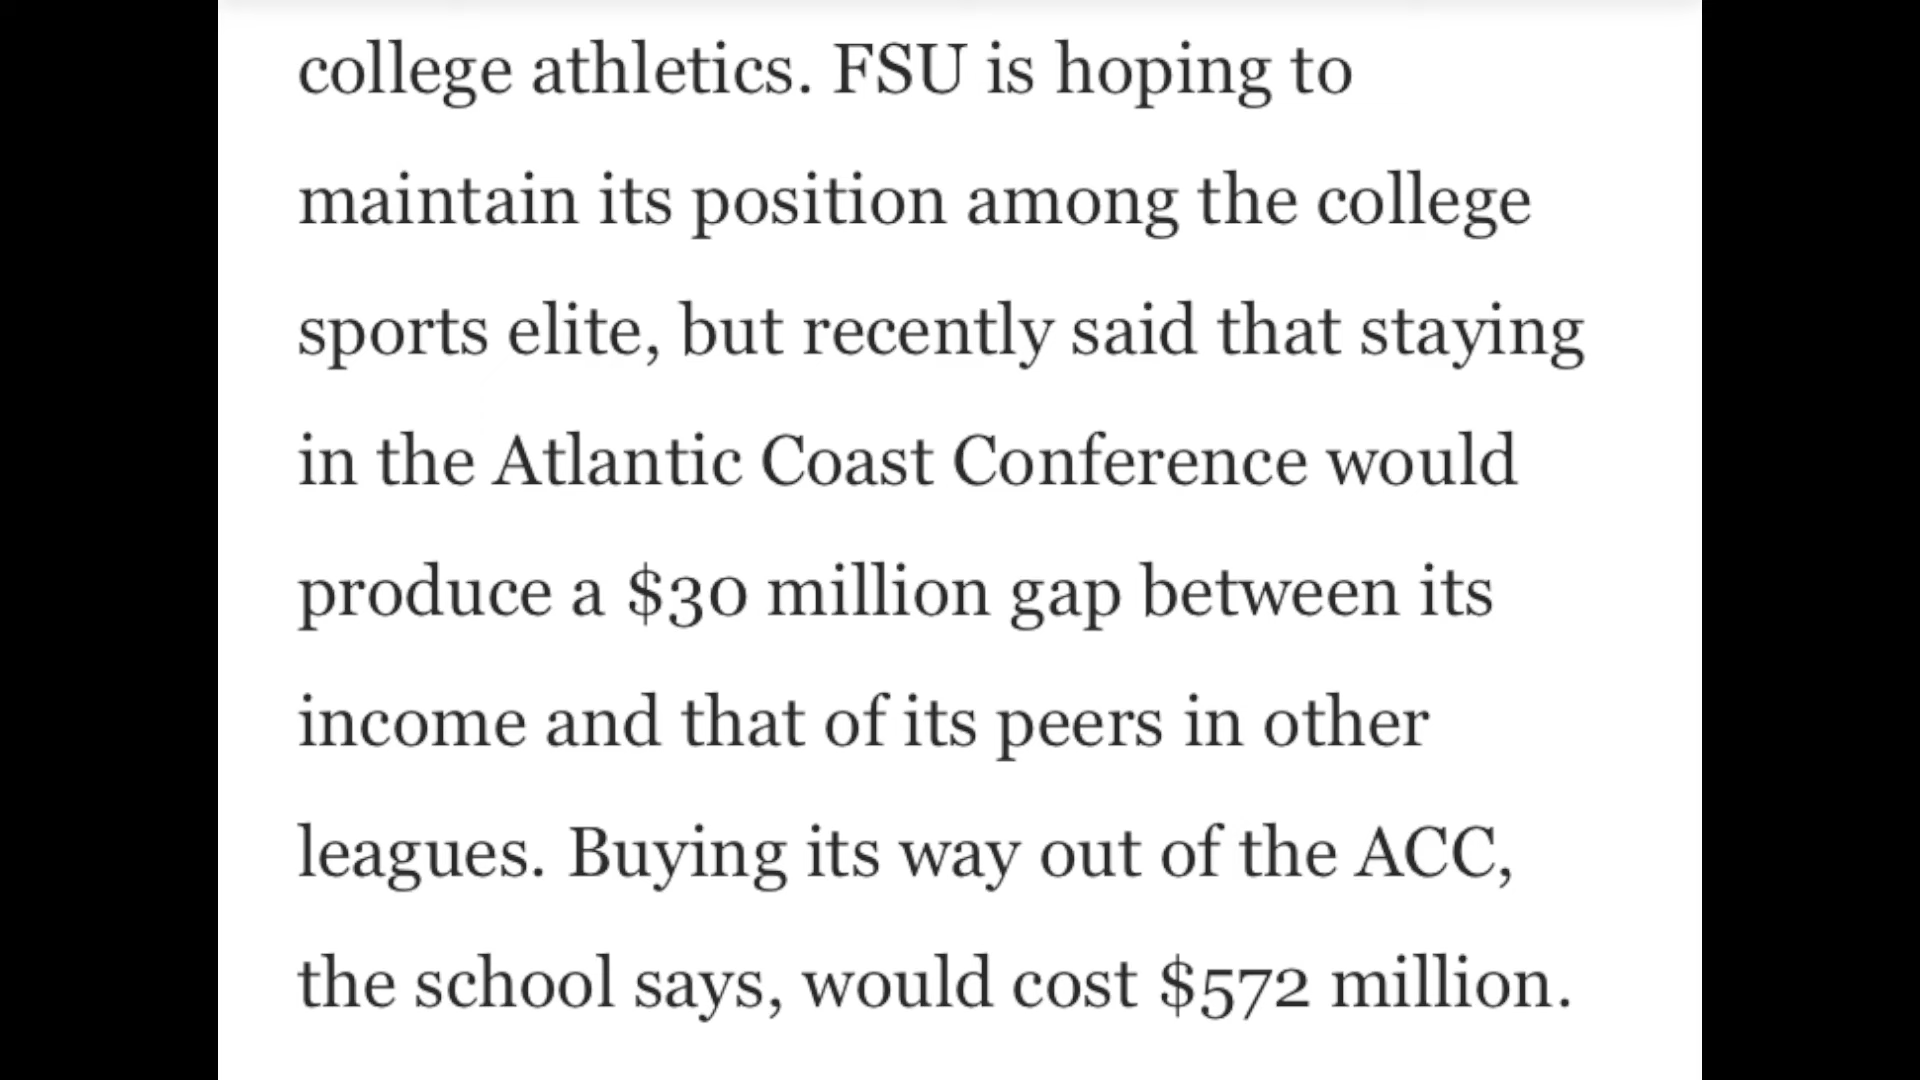 college athletics. FSU is hoping to
maintain its position among the college
sports elite, but recently said that staying
in the Atlantic Coast Conference would
produce a $30 million gap between its
income and that of its peers in other
leagues. Buying its way out of the ACC,
the school says, would cost $572 million.